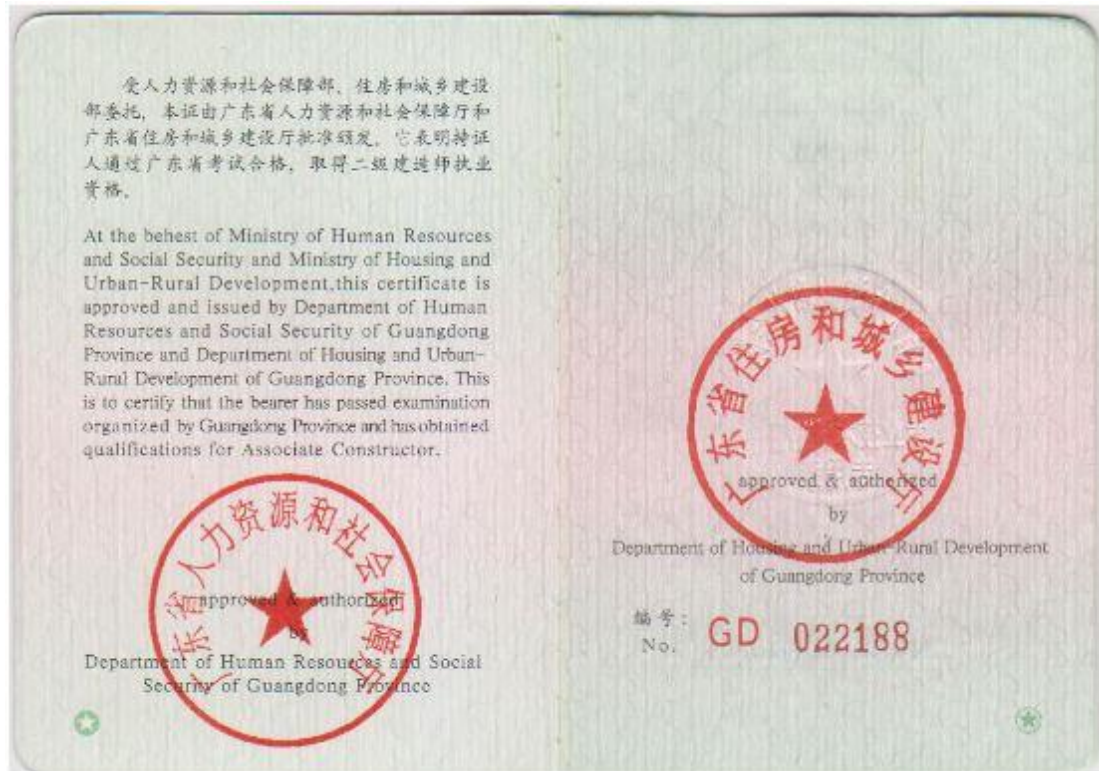 受人力资源和社会保障部、住房和城乡建设
部委托,本证由广东省人力资源和社会保障厅和
广东省住房和城乡建设厅批准颁发,它表明持证
人通过广东省考试合格,取得二级建造师执业
资格。
At the behest of Ministry of Human Resources
and Social Security and Ministry of Housing and
Urban-Rural Development,this certificate is
approved and issued by Department of Human
Resources and Social Security of Guangdong
Province and Department of Housing and Urban-
Rural Development of Guangdong Province. This
is to certify that the bearer has passed examination
organized by Guangdong Province and has obtained
qualifications for Associate Constructor.
广东省人力资源和社会保障厅
approved & authorized
by
Department of Human Resources and Social
Security of Guangdong Province
广东省住房和城乡建设厅
approved & authorized
by
Department of Housing and Urban-Rural Development
of Guangdong Province
编号:
No. GD 022188